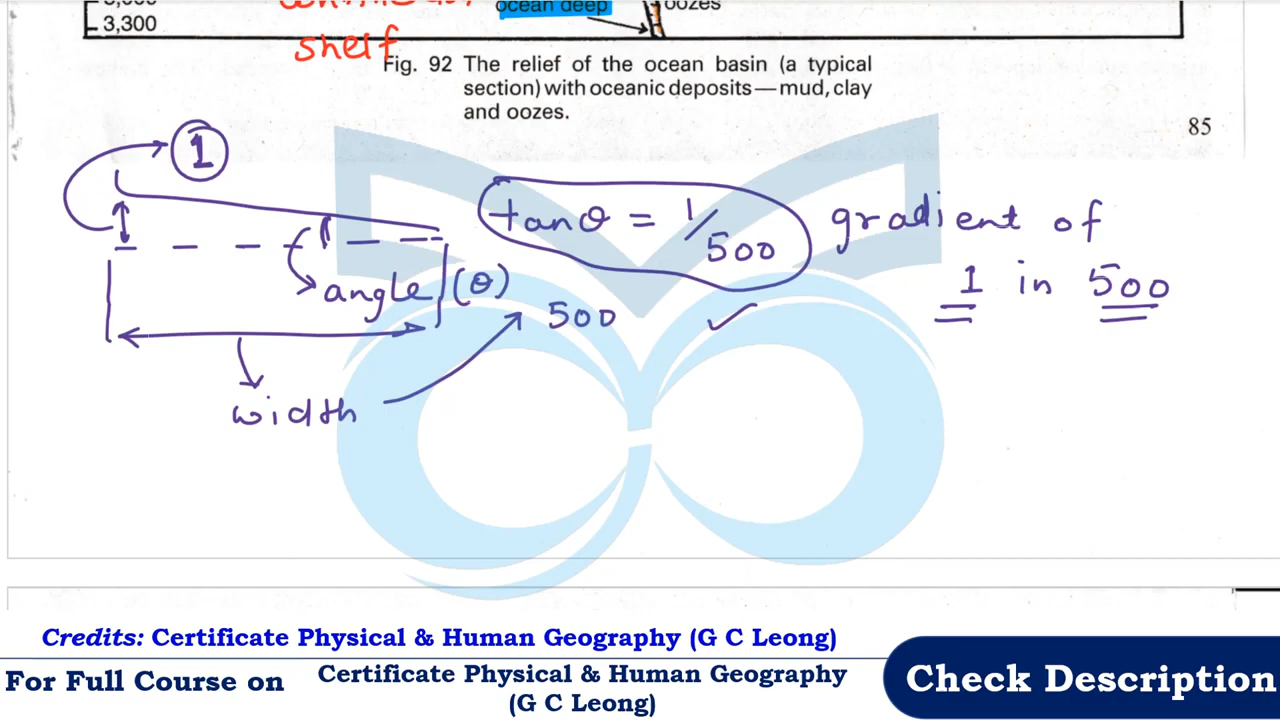 ocean deep
oozes
3,300
shelf
Fig. 92 The relief of the ocean basin (a typical
section) with oceanic deposits—mud, clay
and oozes.
85
1
tanθ = 1/500
gradient of
1 in 500
angle (θ)
500
width
Credits: Certificate Physical & Human Geography (G C Leong)
For Full Course on
Certificate Physical & Human Geography
(G C Leong)
Check Description